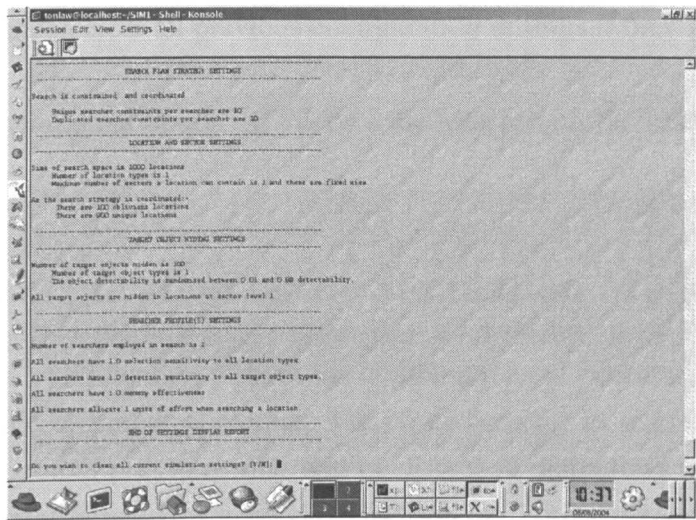 tonlaw@localhost:~/SIM1 - Shell - Konsole
Session Edit View Settings Help
SEARCH PLAN STRATEGY SETTINGS
Search is constrained and coordinated
Unique searcher constraints per searcher are
Duplicated searcher constraints per searcher are
LOCATION AND SECTOR SETTINGS
Size of search space is 1000 locations
Number of location types is 1
Maximum number of sectors a location can contain is 1 and these are fixed size
As the search strategy is coordinated:-
There are 100 oblivious locations
There are 900 unique locations
TARGET OBJECT HIDING SETTINGS
Number of target objects hidden is 100
Number of target object types is 1
The object detectability is randomised between 0 01 and 0 80 detectability.
All target objects are hidden in locations at sector level 1
SEARCHER PROFILE(S) SETTINGS
Number of searchers employed in search is 2
All searchers have 1.0 selection sensitivity to all location types
All searchers have 1.0 detection sensitivity to all target object types.
All searchers have 1.0 memory effectiveness
All searchers allocate 1 units of effort when searching a location
END OF SETTINGS DISPLAY REPORT
Do you wish to clear all current simulation settings? [Y/N]:
2
3 4
10:37